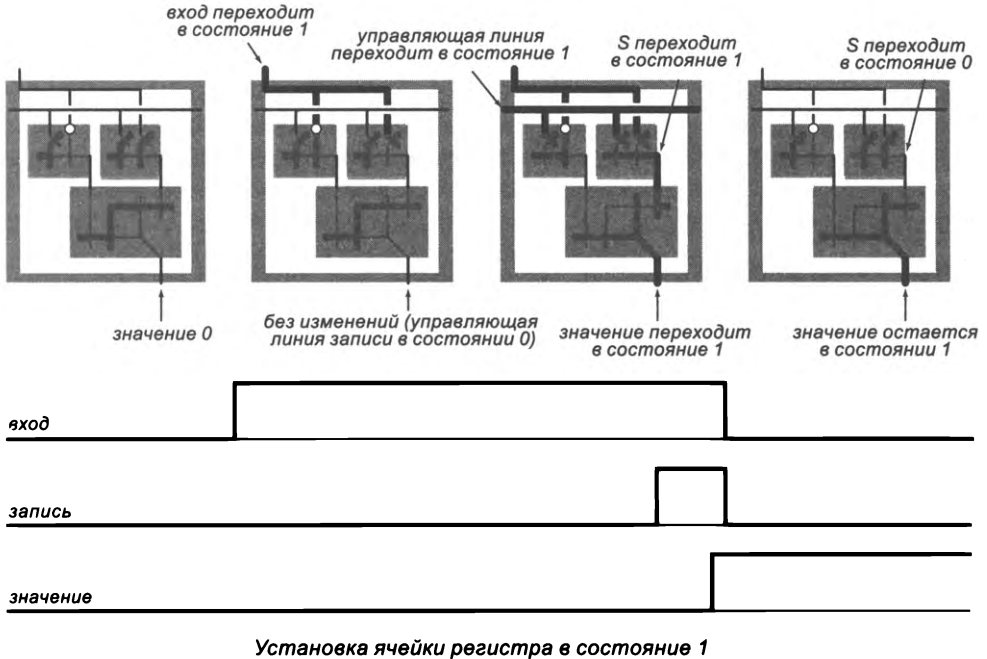 вход переходит
в состояние 1
управляющая линия
переходит в состояние 1
S переходит
в состояние 1
S переходит
в состояние 0
значение 0
без изменений (управляющая
линия записи в состоянии 0)
значение переходит
в состояние 1
значение остается
в состоянии 1
вход
запись
значение
Установка ячейки регистра в состояние 1